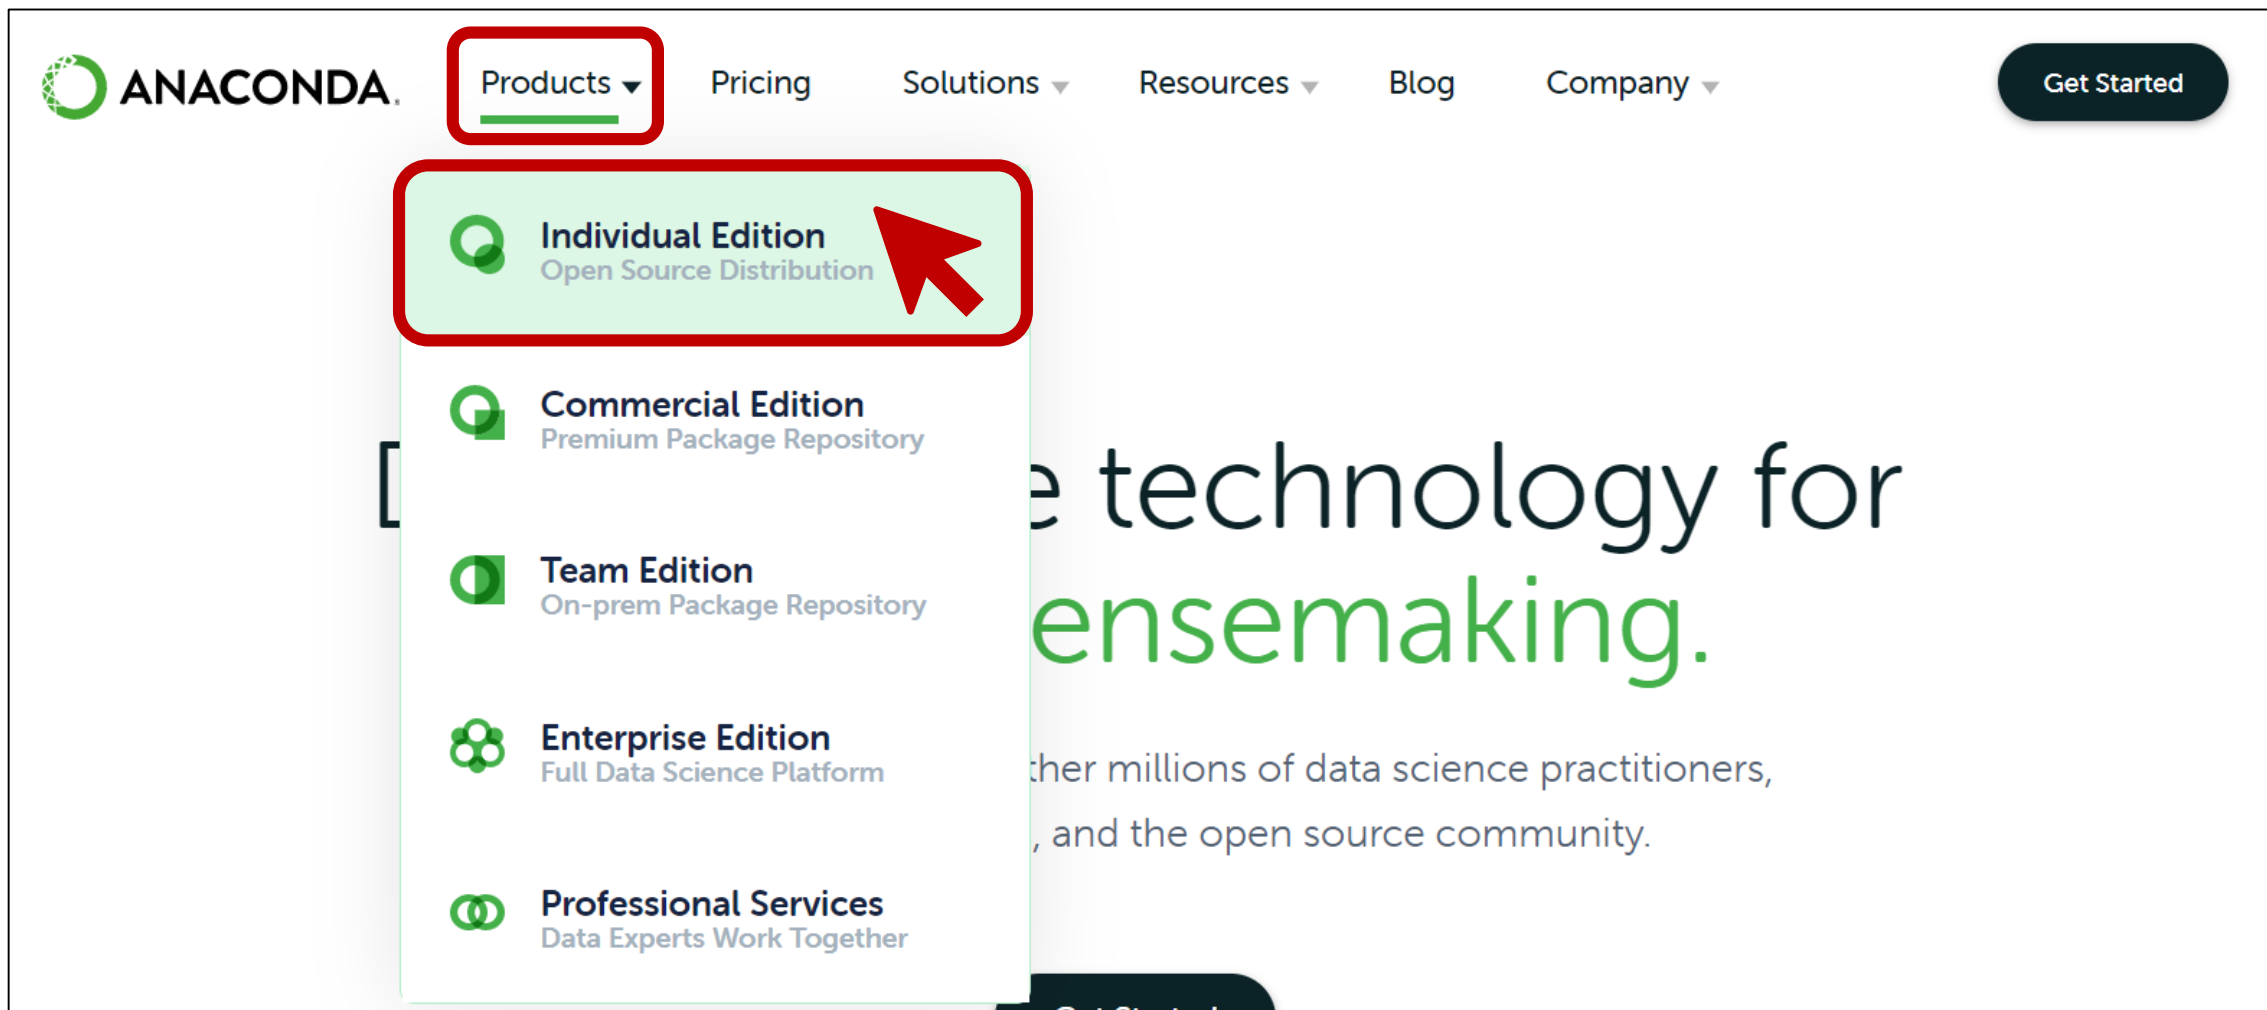 ANACONDA.
Products
Pricing
Solutions
Resources
Blog
Company
Get Started
Individual Edition
Open Source Distribution
Commercial Edition
Premium Package Repository
Team Edition
On-prem Package Repository
Enterprise Edition
Full Data Science Platform
Professional Services
Data Experts Work Together
technology for
ensemaking.
ther millions of data science practitioners,
, and the open source community.